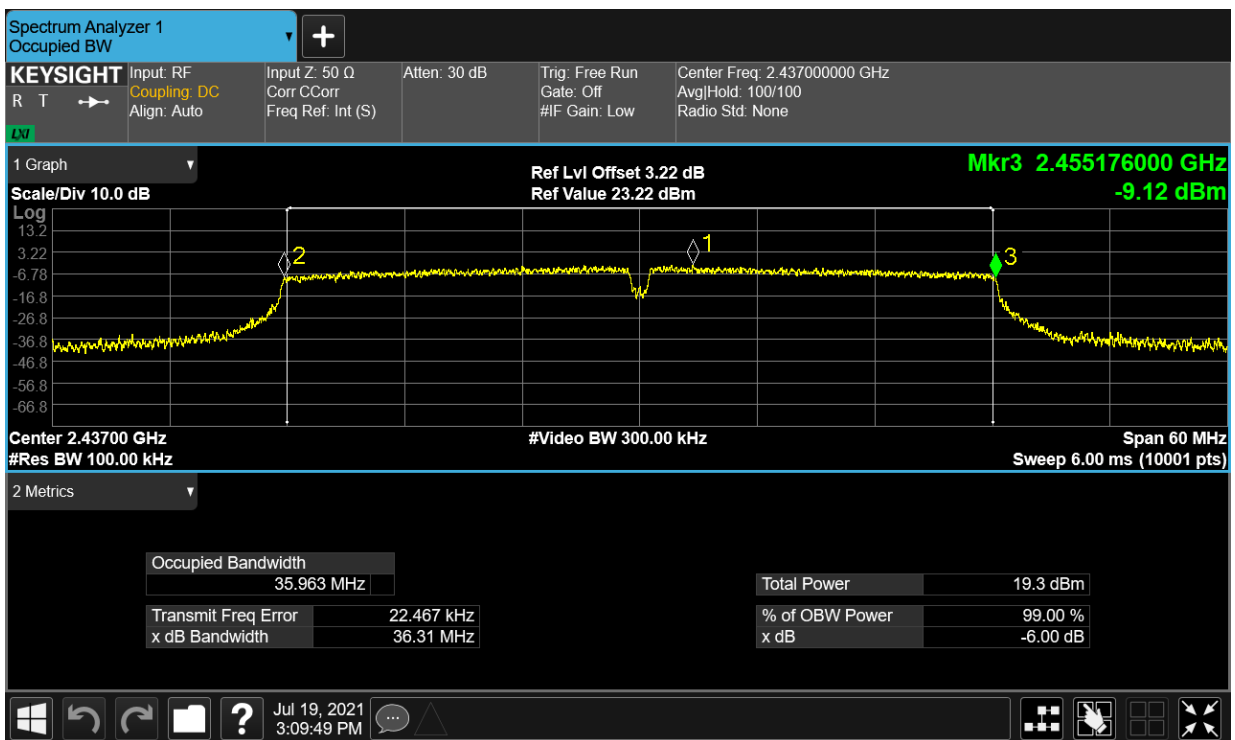 Spectrum Analyzer 1
Occupied BW
KEYSIGHT
R T
LXI
Input: RF
Coupling: DC
Align: Auto
Input Z: 50 Ω
Corr CCorr
Freq Ref: Int (S)
Atten: 30 dB
Trig: Free Run
Gate: Off
#IF Gain: Low
Center Freq: 2.437000000 GHz
Avg|Hold: 100/100
Radio Std: None
1 Graph
Scale/Div 10.0 dB
Ref Lvl Offset 3.22 dB
Ref Value 23.22 dBm
Mkr3 2.455176000 GHz
-9.12 dBm
Log
13.2
3.22
-6.78
-16.8
-26.8
-36.8
-46.8
-56.8
-66.8
2
1
3
Center 2.43700 GHz
#Res BW 100.00 kHz
#Video BW 300.00 kHz
Span 60 MHz
Sweep 6.00 ms (10001 pts)
2 Metrics
Occupied Bandwidth
35.963 MHz
Transmit Freq Error 22.467 kHz
x dB Bandwidth 36.31 MHz
Total Power 19.3 dBm
% of OBW Power 99.00 %
x dB -6.00 dB
?
Jul 19, 2021
3:09:49 PM